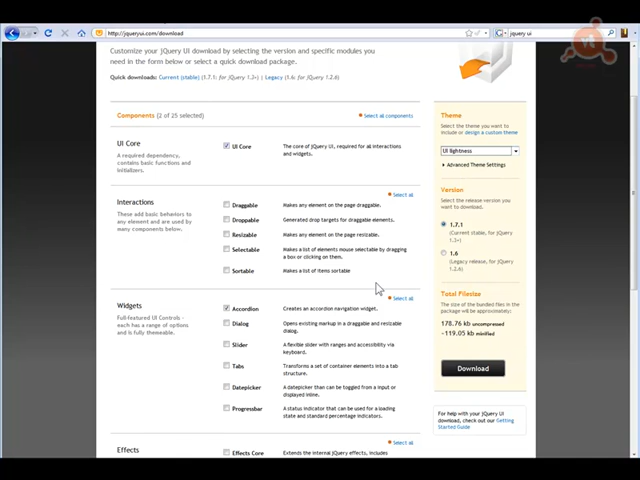 http://jqueryui.com/download
jquery ui
Customize your jQuery UI download by selecting the version and specific modules you
need in the form below or select a quick download package.
Quick downloads: Current (stable) (1.7.1: for jQuery 1.3+) | Legacy (1.6: for jQuery 1.2.6)
Components (2 of 25 selected)
Select all components
UI Core
A required dependency,
contains basic functions and
initializers.
UI Core
The core of jQuery UI, required for all interactions
and widgets.
Interactions
These add basic behaviors to
any element and are used by
many components below.
Select all
Draggable
Makes any element on the page draggable.
Droppable
Generated drop targets for draggable elements.
Resizable
Makes any element on the page resizable.
Selectable
Makes a list of elements mouse selectable by dragging
a box or clicking on them.
Sortable
Makes a list of items sortable
Widgets
Full-featured UI Controls -
each has a range of options
and is fully themeable.
Select all
Accordion
Creates an accordion navigation widget.
Dialog
Opens existing markup in a draggable and resizable
dialog.
Slider
A flexible slider with ranges and accessibility via
keyboard.
Tabs
Transforms a set of container elements into a tab
structure.
Datepicker
A datepicker than can be toggled from a input or
displayed inline.
Progressbar
A status indicator that can be used for a loading
state and standard percentage indicators.
Effects
Select all
Effects Core
Extends the internal jQuery effects, includes
Theme
Select the theme you want to
include or design a custom theme
UI lightness
Advanced Theme Settings
Version
Select the release version you
want to download.
1.7.1
(Current stable, for jQuery
1.3+)
1.6
(Legacy release, for jQuery
1.2.6)
Total Filesize
The size of the bundled files in the
package will be approximately:
178.76 kb uncompressed
~119.05 kb minified
Download
For help with your jQuery UI
download, check out our Getting
Started Guide